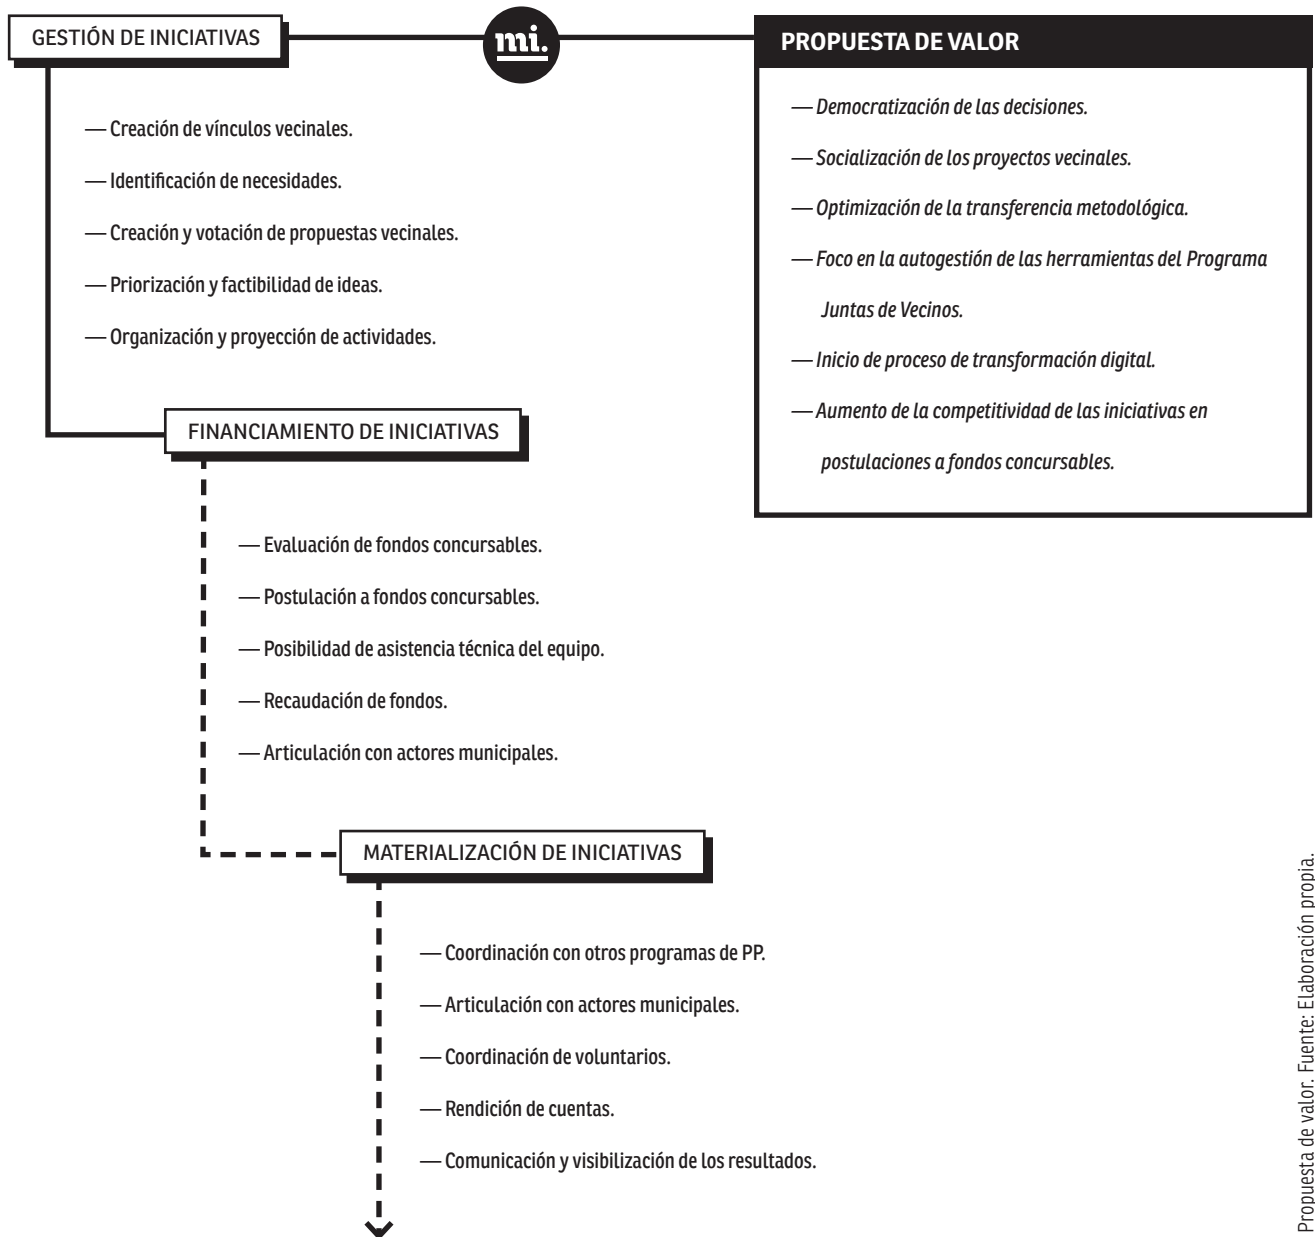 GESTIÓN DE INICIATIVAS
mi.
PROPUESTA DE VALOR
— Creación de vínculos vecinales.
— Identificación de necesidades.
— Creación y votación de propuestas vecinales.
— Priorización y factibilidad de ideas.
— Organización y proyección de actividades.
— Democratización de las decisiones.
— Socialización de los proyectos vecinales.
— Optimización de la transferencia metodológica.
— Foco en la autogestión de las herramientas del Programa
Juntas de Vecinos.
— Inicio de proceso de transformación digital.
— Aumento de la competitividad de las iniciativas en
postulaciones a fondos concursables.
FINANCIAMIENTO DE INICIATIVAS
— Evaluación de fondos concursables.
— Postulación a fondos concursables.
— Posibilidad de asistencia técnica del equipo.
— Recaudación de fondos.
— Articulación con actores municipales.
MATERIALIZACIÓN DE INICIATIVAS
— Coordinación con otros programas de PP.
— Articulación con actores municipales.
— Coordinación de voluntarios.
— Rendición de cuentas.
— Comunicación y visibilización de los resultados.
Propuesta de valor. Fuente: Elaboración propia.